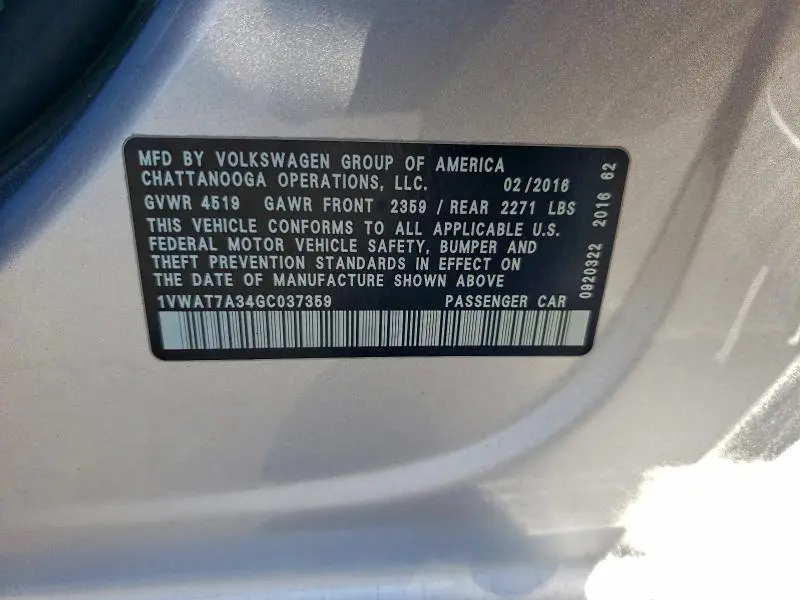 MFD BY VOLKSWAGEN GROUP OF AMERICA
CHATTANOOGA OPERATIONS, LLC. 02/2016
GVWR 4519 GAWR FRONT 2359 / REAR 2271 LBS
THIS VEHICLE CONFORMS TO ALL APPLICABLE U.S.
FEDERAL MOTOR VEHICLE SAFETY, BUMPER AND
THEFT PREVENTION STANDARDS IN EFFECT ON
THE DATE OF MANUFACTURE SHOWN ABOVE
1VWAT7A34GC037359 PASSENGER CAR
0920322 2016 62